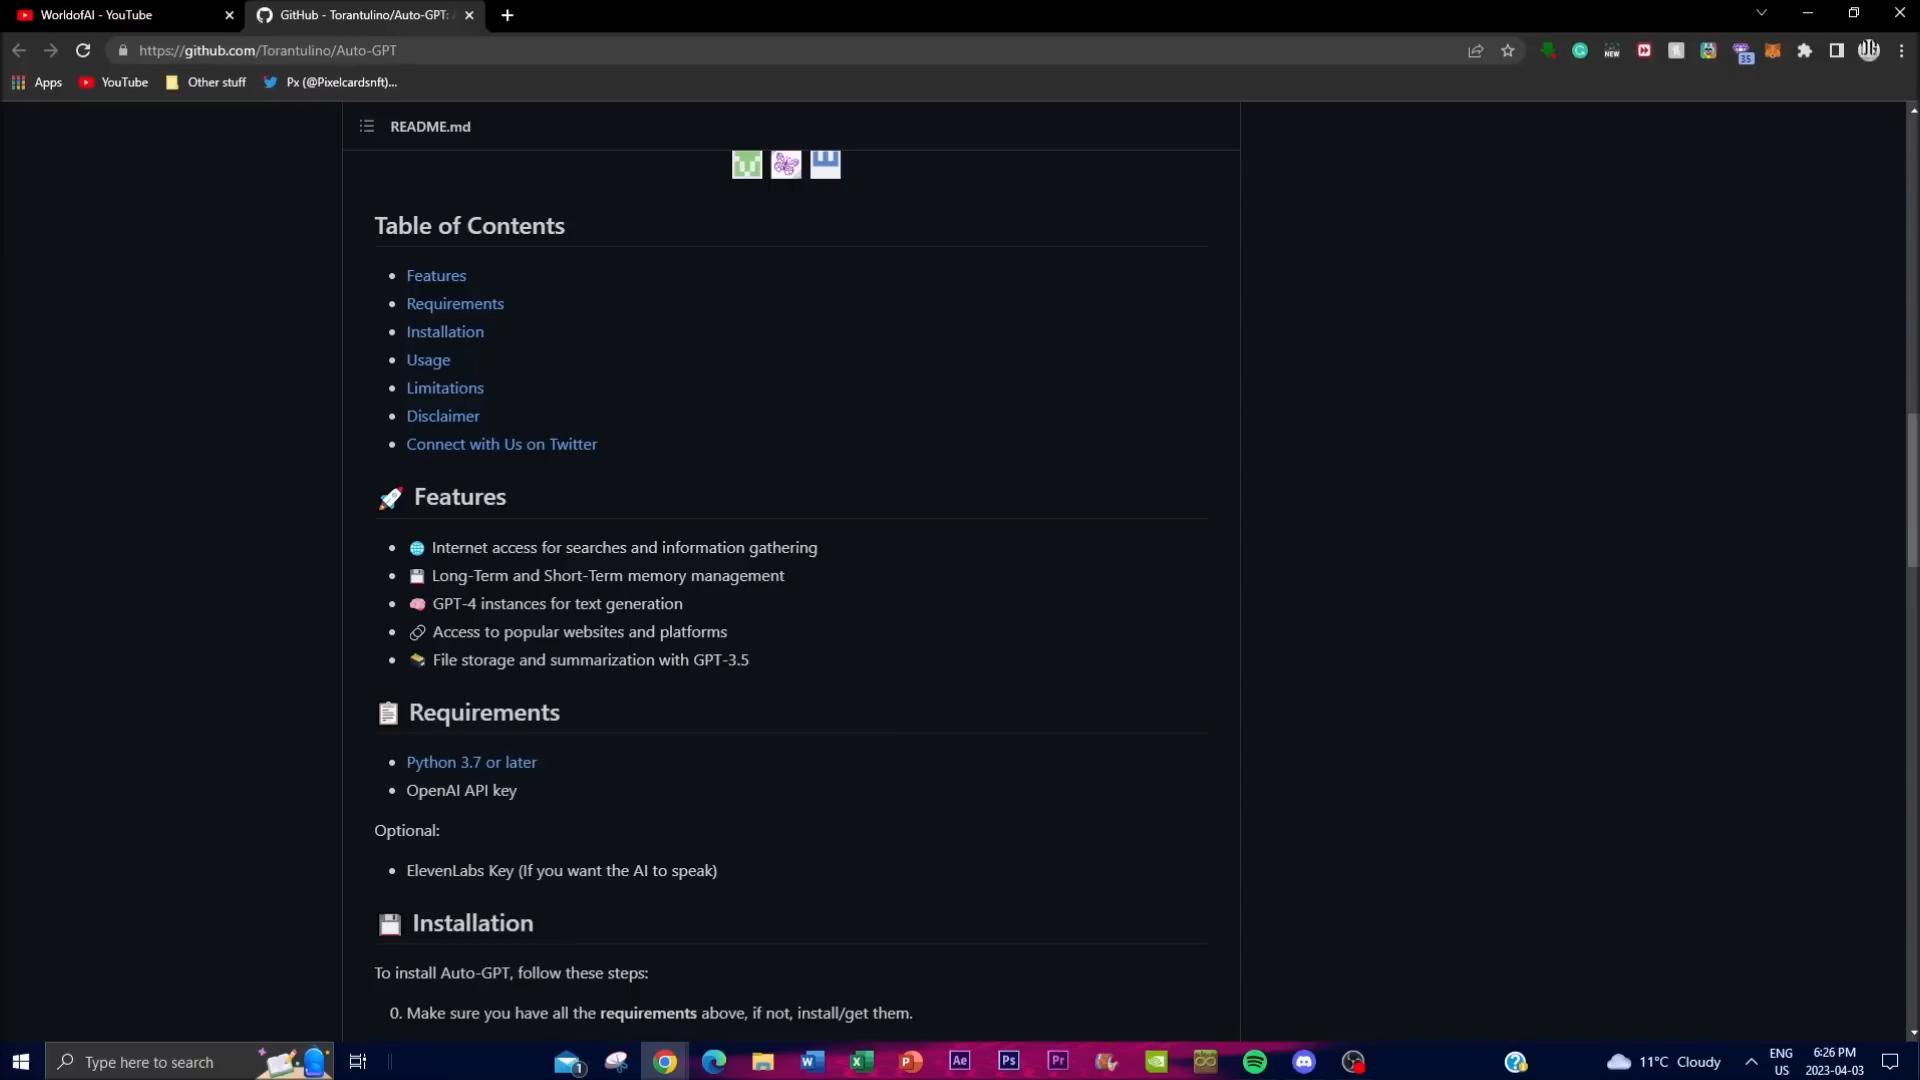 WorldofAI - YouTube
GitHub - Torantulino/Auto-GPT: A
https://github.com/Torantulino/Auto-GPT
NEW
35
Apps
YouTube
Other stuff
Px (@Pixelcardsnft)...
README.md
Table of Contents
Features
Requirements
Installation
Usage
Limitations
Disclaimer
Connect with Us on Twitter
🚀 Features
🌐 Internet access for searches and information gathering
💾 Long-Term and Short-Term memory management
🧠 GPT-4 instances for text generation
🔗 Access to popular websites and platforms
🗃️ File storage and summarization with GPT-3.5
📋 Requirements
Python 3.7 or later
OpenAI API key
Optional:
ElevenLabs Key (If you want the AI to speak)
💾 Installation
To install Auto-GPT, follow these steps:
0. Make sure you have all the requirements above, if not, install/get them.
Type here to search
1
Ae
Ps
Pr
11°C Cloudy
ENG
US
6:26 PM
2023-04-03